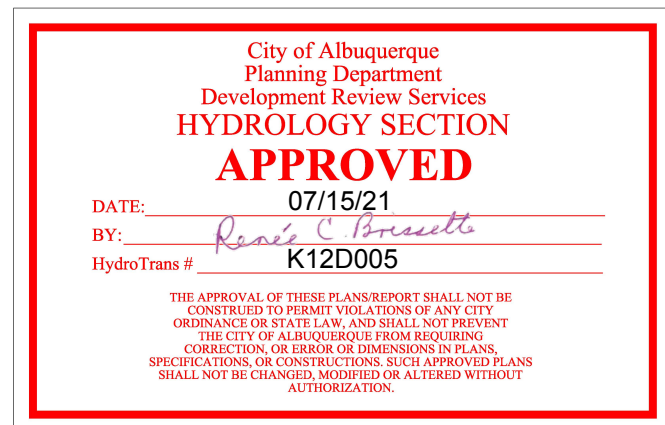 City of Albuquerque
Planning Department
Development Review Services
HYDROLOGY SECTION
APPROVED
DATE: 07/15/21
BY: Renée C. Brissette
HydroTrans # K12D005
THE APPROVAL OF THESE PLANS/REPORT SHALL NOT BE
CONSTRUED TO PERMIT VIOLATIONS OF ANY CITY
ORDINANCE OR STATE LAW, AND SHALL NOT PREVENT
THE CITY OF ALBUQUERQUE FROM REQUIRING
CORRECTION, OR ERROR OR DIMENSIONS IN PLANS,
SPECIFICATIONS, OR CONSTRUCTIONS. SUCH APPROVED PLANS
SHALL NOT BE CHANGED, MODIFIED OR ALTERED WITHOUT
AUTHORIZATION.